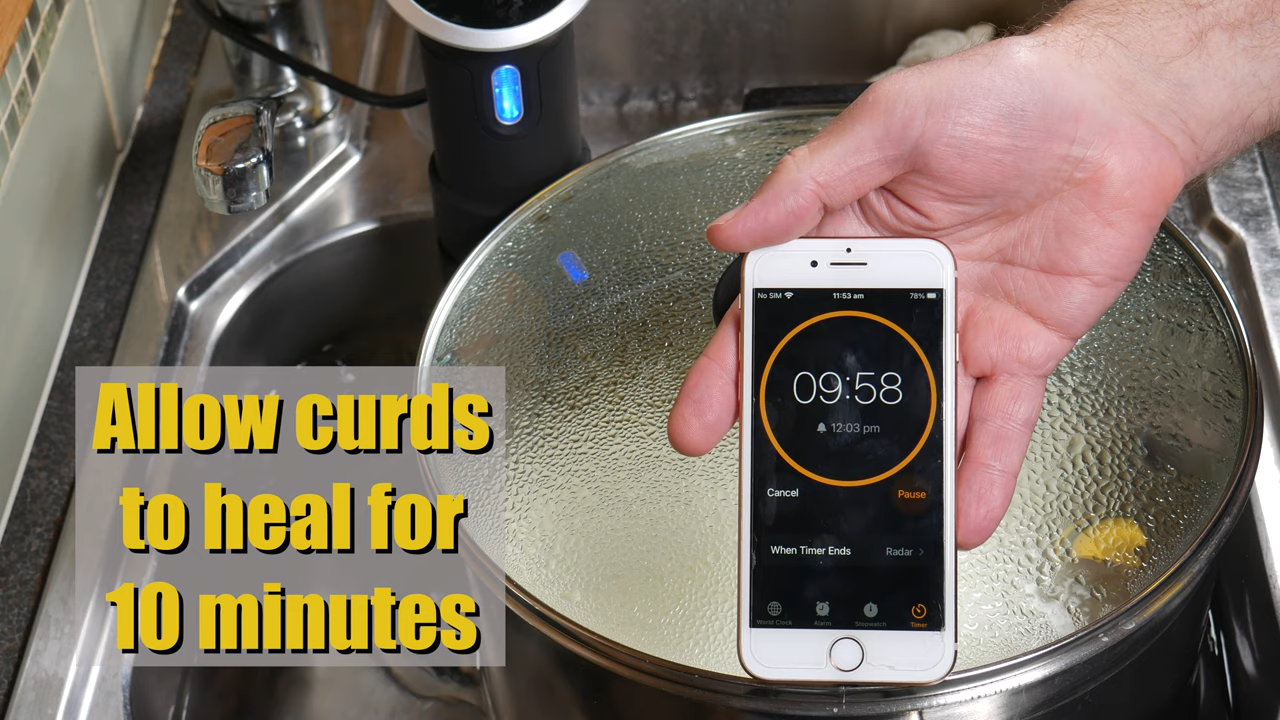 No SIM 11:53 am 78%
09:58
12:03 pm
Cancel Pause
When Timer Ends Radar >
World Clock Alarm Stopwatch Timer
Allow curds
to heal for
10 minutes